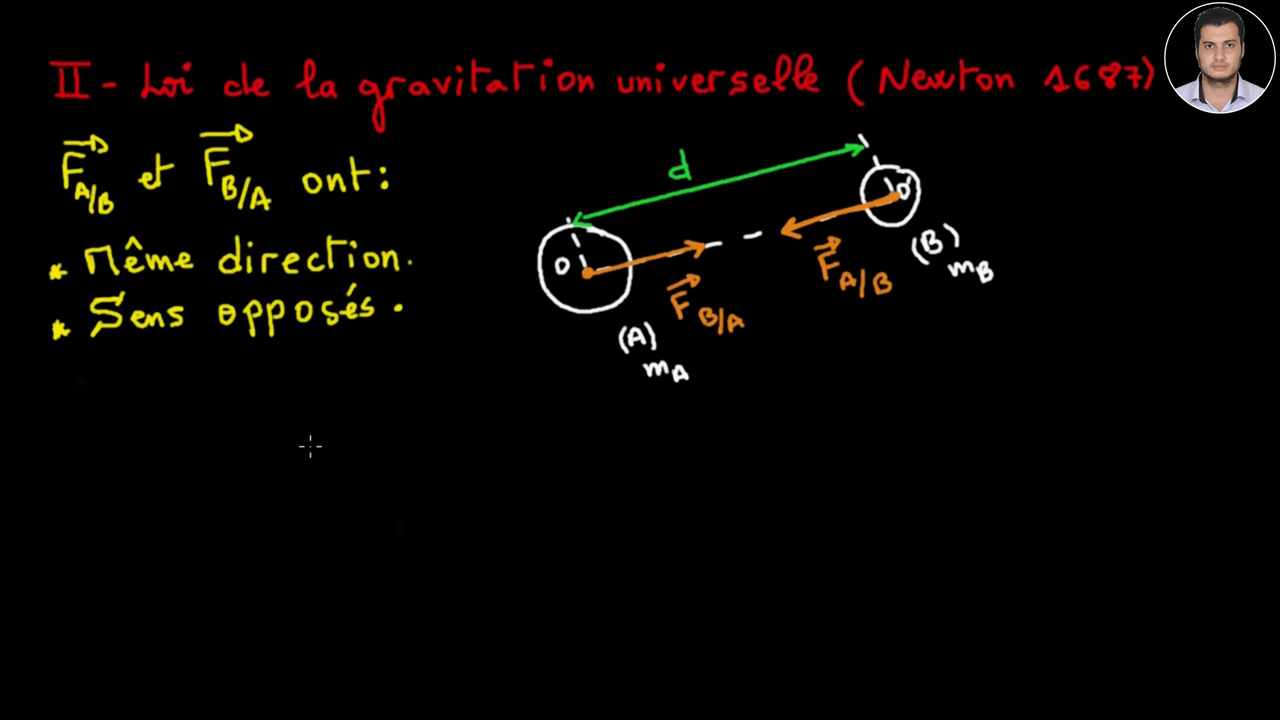 II - Loi de la gravitation universelle (Newton 1687)
F A/B et F B/A ont:
* Même direction.
* Sens opposés.
d
O
O'
F B/A
F A/B
(A)
mA
(B)
mB